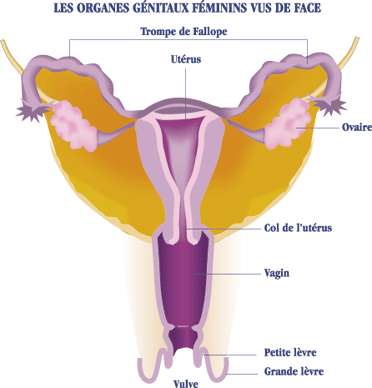 LES ORGANES GÉNITAUX FÉMININS VUS DE FACE
Trompe de Fallope
Utérus
Ovaire
Col de l'utérus
Vagin
Petite lèvre
Grande lèvre
Vulve